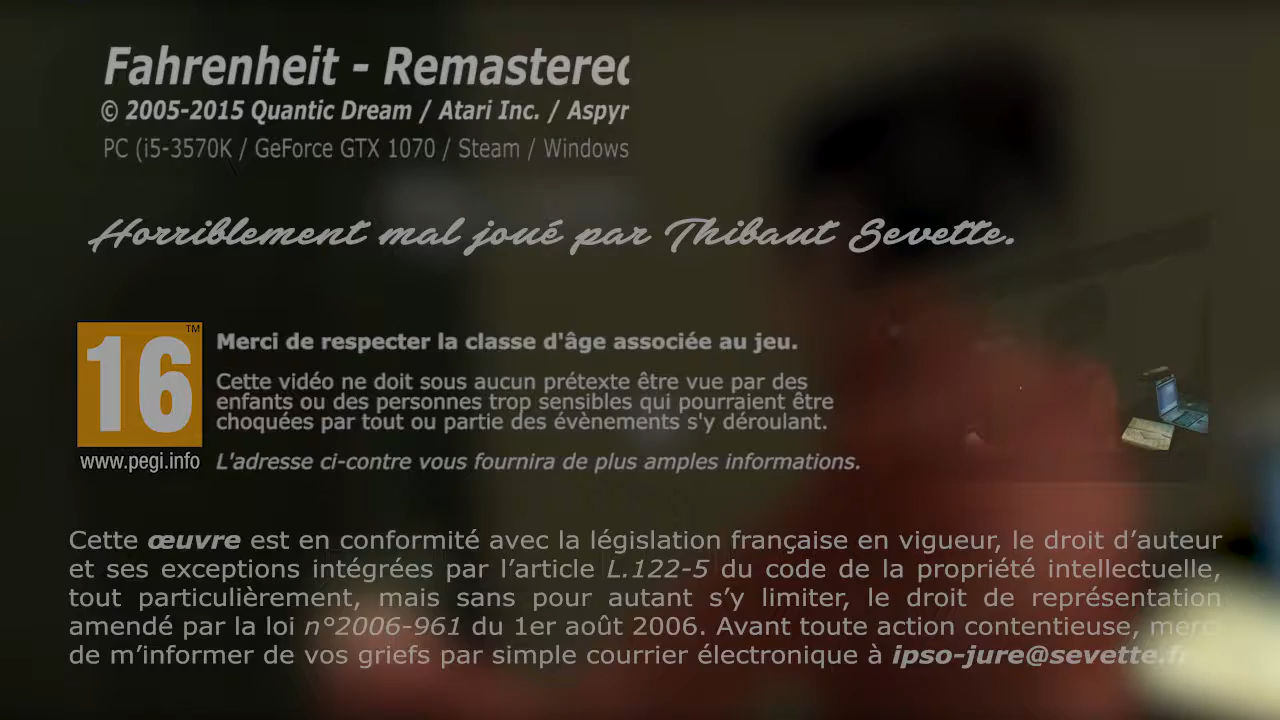 Fahrenheit - Remastered
© 2005-2015 Quantic Dream / Atari Inc. / Aspyr
PC (i5-3570K / GeForce GTX 1070 / Steam / Windows
Horriblement mal joué par Thibaut Sevette.
16
TM
www.pegi.info
Merci de respecter la classe d'âge associée au jeu.
Cette vidéo ne doit sous aucun prétexte être vue par des
enfants ou des personnes trop sensibles qui pourraient être
choquées par tout ou partie des évènements s'y déroulant.
L'adresse ci-contre vous fournira de plus amples informations.
Cette œuvre est en conformité avec la législation française en vigueur, le droit d’auteur
et ses exceptions intégrées par l’article L.122-5 du code de la propriété intellectuelle,
tout particulièrement, mais sans pour autant s’y limiter, le droit de représentation
amendé par la loi n°2006-961 du 1er août 2006. Avant toute action contentieuse, merci
de m’informer de vos griefs par simple courrier électronique à ipso-jure@sevette.fr